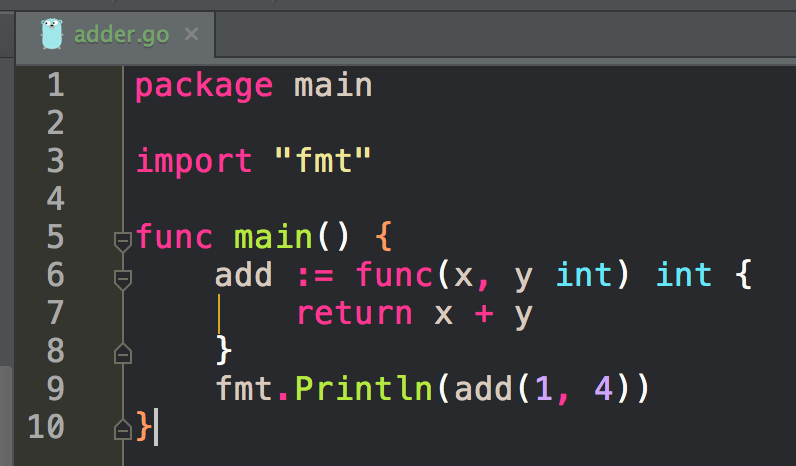 adder.go ×
1 package main
2
3 import "fmt"
4
5 func main() {
6     add := func(x, y int) int {
7         return x + y
8     }
9     fmt.Println(add(1, 4))
10 }